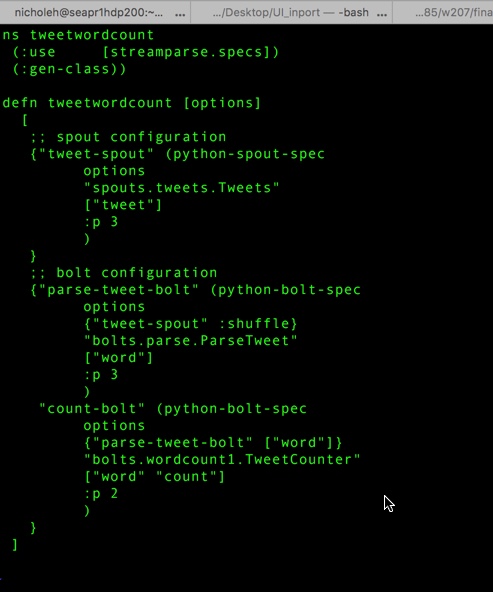 nicholeh — nicholeh@seapr1hdp200:~... ... .../Desktop/UI_inport — -bash ... ...85/w207/fina
ns tweetwordcount
(:use [streamparse.specs])
(:gen-class))
defn tweetwordcount [options]
[
;; spout configuration
{"tweet-spout" (python-spout-spec
options
"spouts.tweets.Tweets"
["tweet"]
:p 3
)
}
;; bolt configuration
{"parse-tweet-bolt" (python-bolt-spec
options
{"tweet-spout" :shuffle}
"bolts.parse.ParseTweet"
["word"]
:p 3
)
"count-bolt" (python-bolt-spec
options
{"parse-tweet-bolt" ["word"]}
"bolts.wordcount1.TweetCounter"
["word" "count"]
:p 2
)
}
]